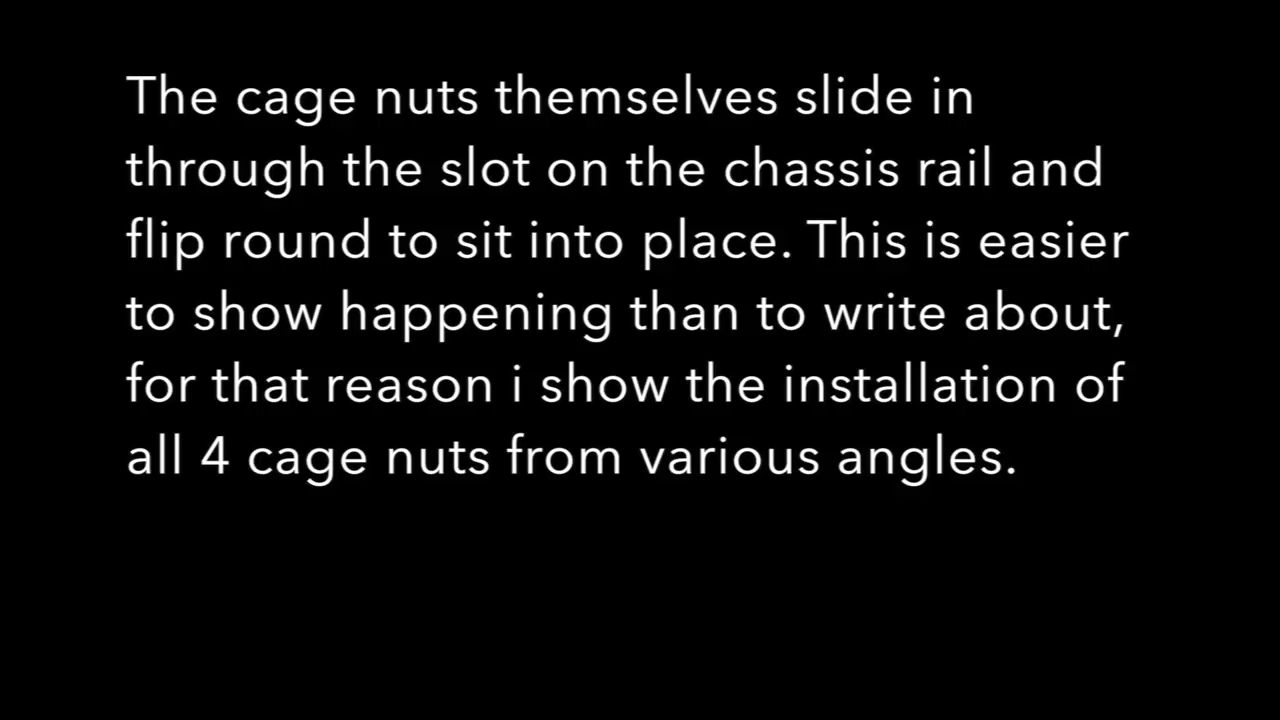 The cage nuts themselves slide in
through the slot on the chassis rail and
flip round to sit into place. This is easier
to show happening than to write about,
for that reason i show the installation of
all 4 cage nuts from various angles.